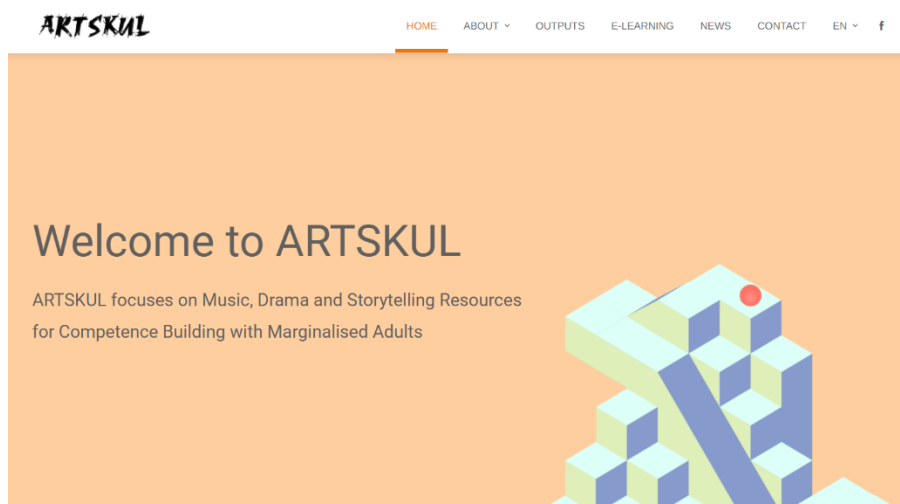 ARTSKUL
HOME ABOUT OUTPUTS E-LEARNING NEWS CONTACT EN f
Welcome to ARTSKUL
ARTSKUL focuses on Music, Drama and Storytelling Resources
for Competence Building with Marginalised Adults